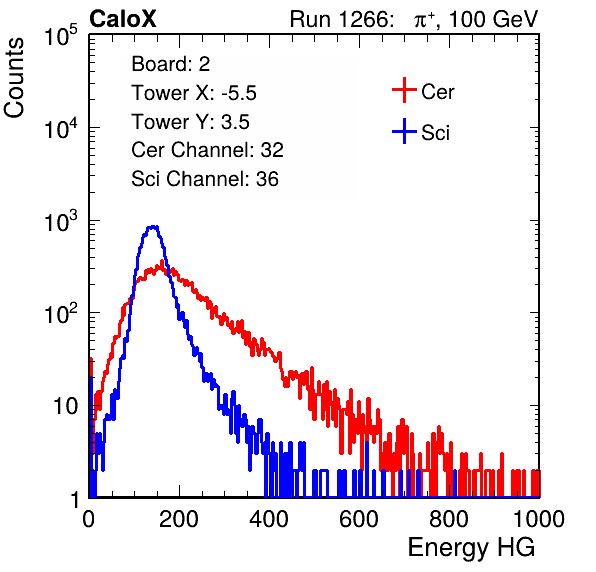 CaloX Run 1266: π⁺, 100 GeV
Counts
Board: 2
Tower X: -5.5
Tower Y: 3.5
Cer Channel: 32
Sci Channel: 36
Cer
Sci
10⁵
10⁴
10³
10²
10
1
0 200 400 600 800 1000
Energy HG